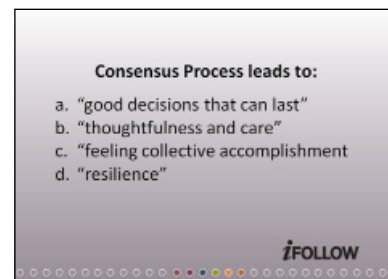 Consensus Process leads to:
a. “good decisions that can last”
b. “thoughtfulness and care”
c. “feeling collective accomplishment
d. “resilience”
iFOLLOW